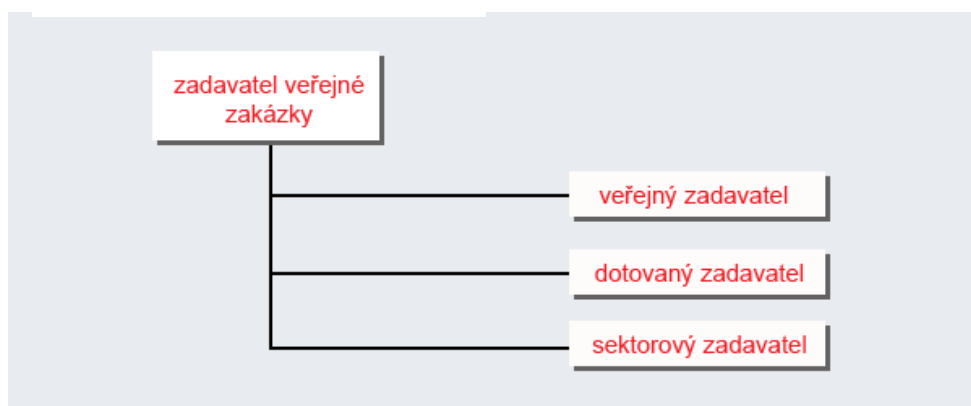 zadavatel veřejné
zakázky
veřejný zadavatel
dotovaný zadavatel
sektorový zadavatel